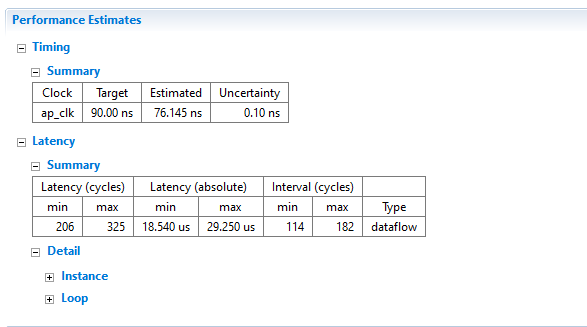 Performance Estimates
Timing
Summary
Clock Target Estimated Uncertainty
ap_clk 90.00 ns 76.145 ns 0.10 ns
Latency
Summary
Latency (cycles) Latency (absolute) Interval (cycles)
min max min max min max Type
206 325 18.540 us 29.250 us 114 182 dataflow
Detail
Instance
Loop